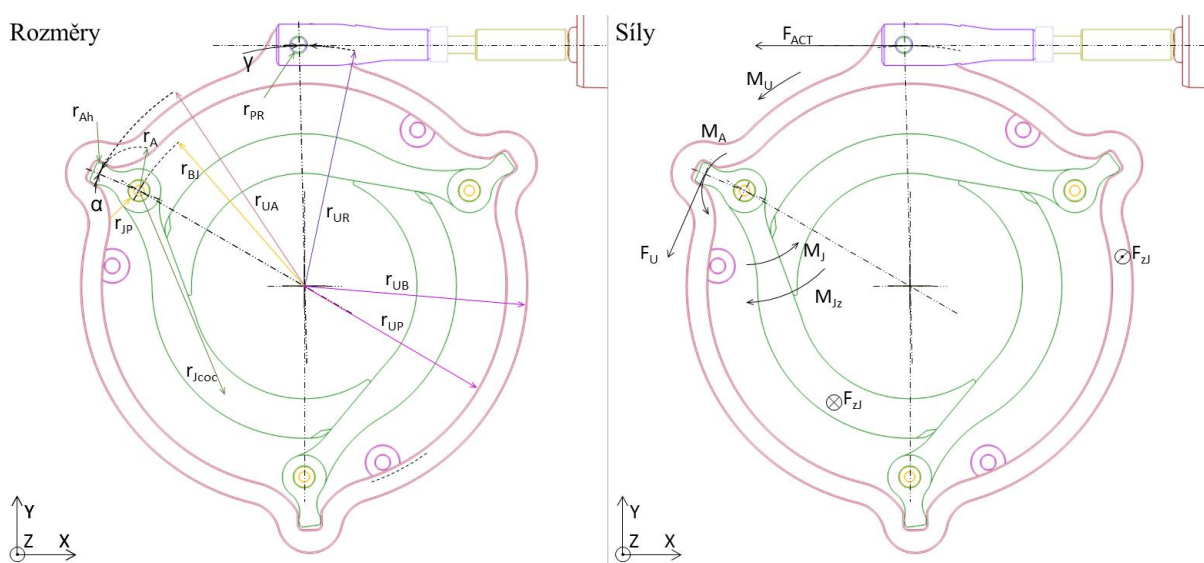 Rozměry
γ
r_PR
r_Ah
r_A
r_BJ
α
r_JP
r_UA
r_UR
r_UB
r_UP
r_Jcoc
Y
Z X
Síly
F_ACT
M_U
M_A
F_U
M_J
F_zJ
M_Jz
F_zJ
Y
Z X